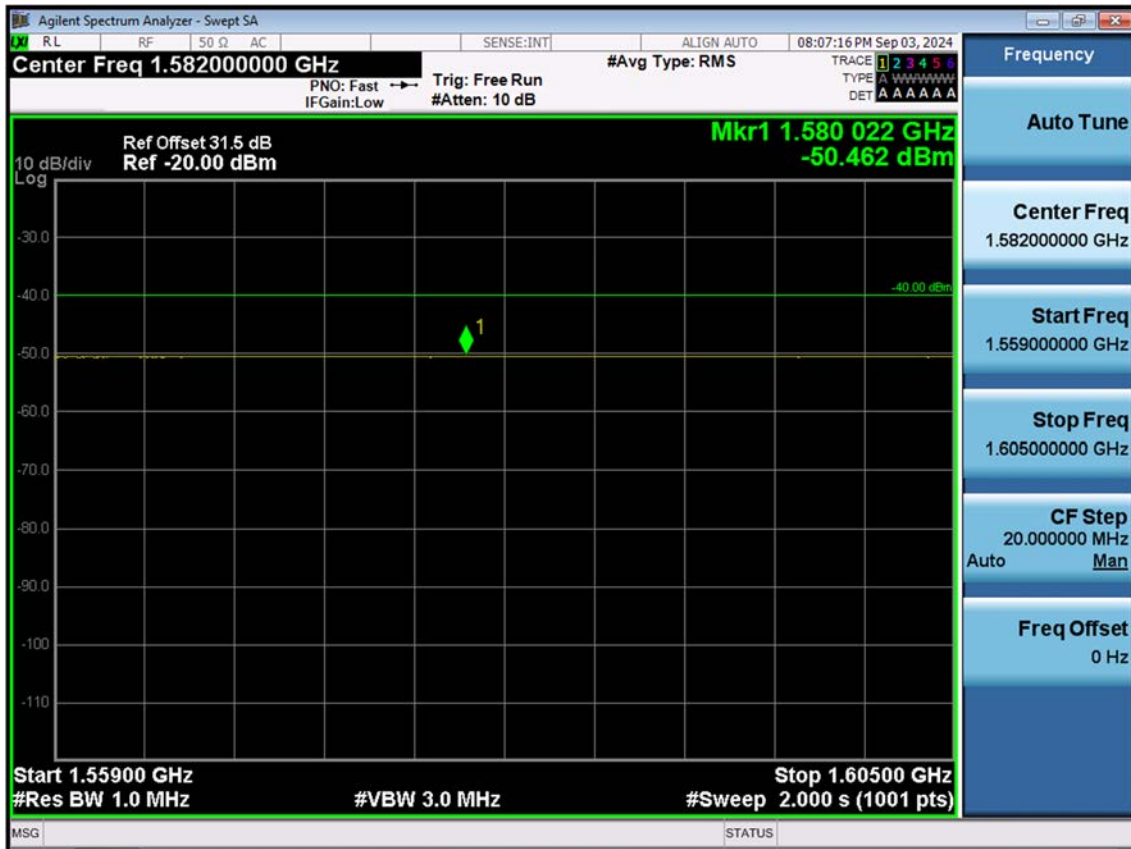 Agilent Spectrum Analyzer - Swept SA
LXI RL RF 50 Ω AC SENSE:INT ALIGN AUTO 08:07:16 PM Sep 03, 2024
Center Freq 1.582000000 GHz
PNO: Fast
IFGain:Low
Trig: Free Run
#Atten: 10 dB
#Avg Type: RMS
TRACE 1 2 3 4 5 6
TYPE A WWWWW
DET A A A A A A
Mkr1 1.580 022 GHz
-50.462 dBm
Ref Offset 31.5 dB
10 dB/div Ref -20.00 dBm
Log
-30.0
-40.0
-40.00 dBm
1
-50.0
-60.0
-70.0
-80.0
-90.0
-100
-110
Start 1.55900 GHz Stop 1.60500 GHz
#Res BW 1.0 MHz #VBW 3.0 MHz #Sweep 2.000 s (1001 pts)
MSG STATUS
Frequency
Auto Tune
Center Freq
1.582000000 GHz
Start Freq
1.559000000 GHz
Stop Freq
1.605000000 GHz
CF Step
20.000000 MHz
Auto Man
Freq Offset
0 Hz